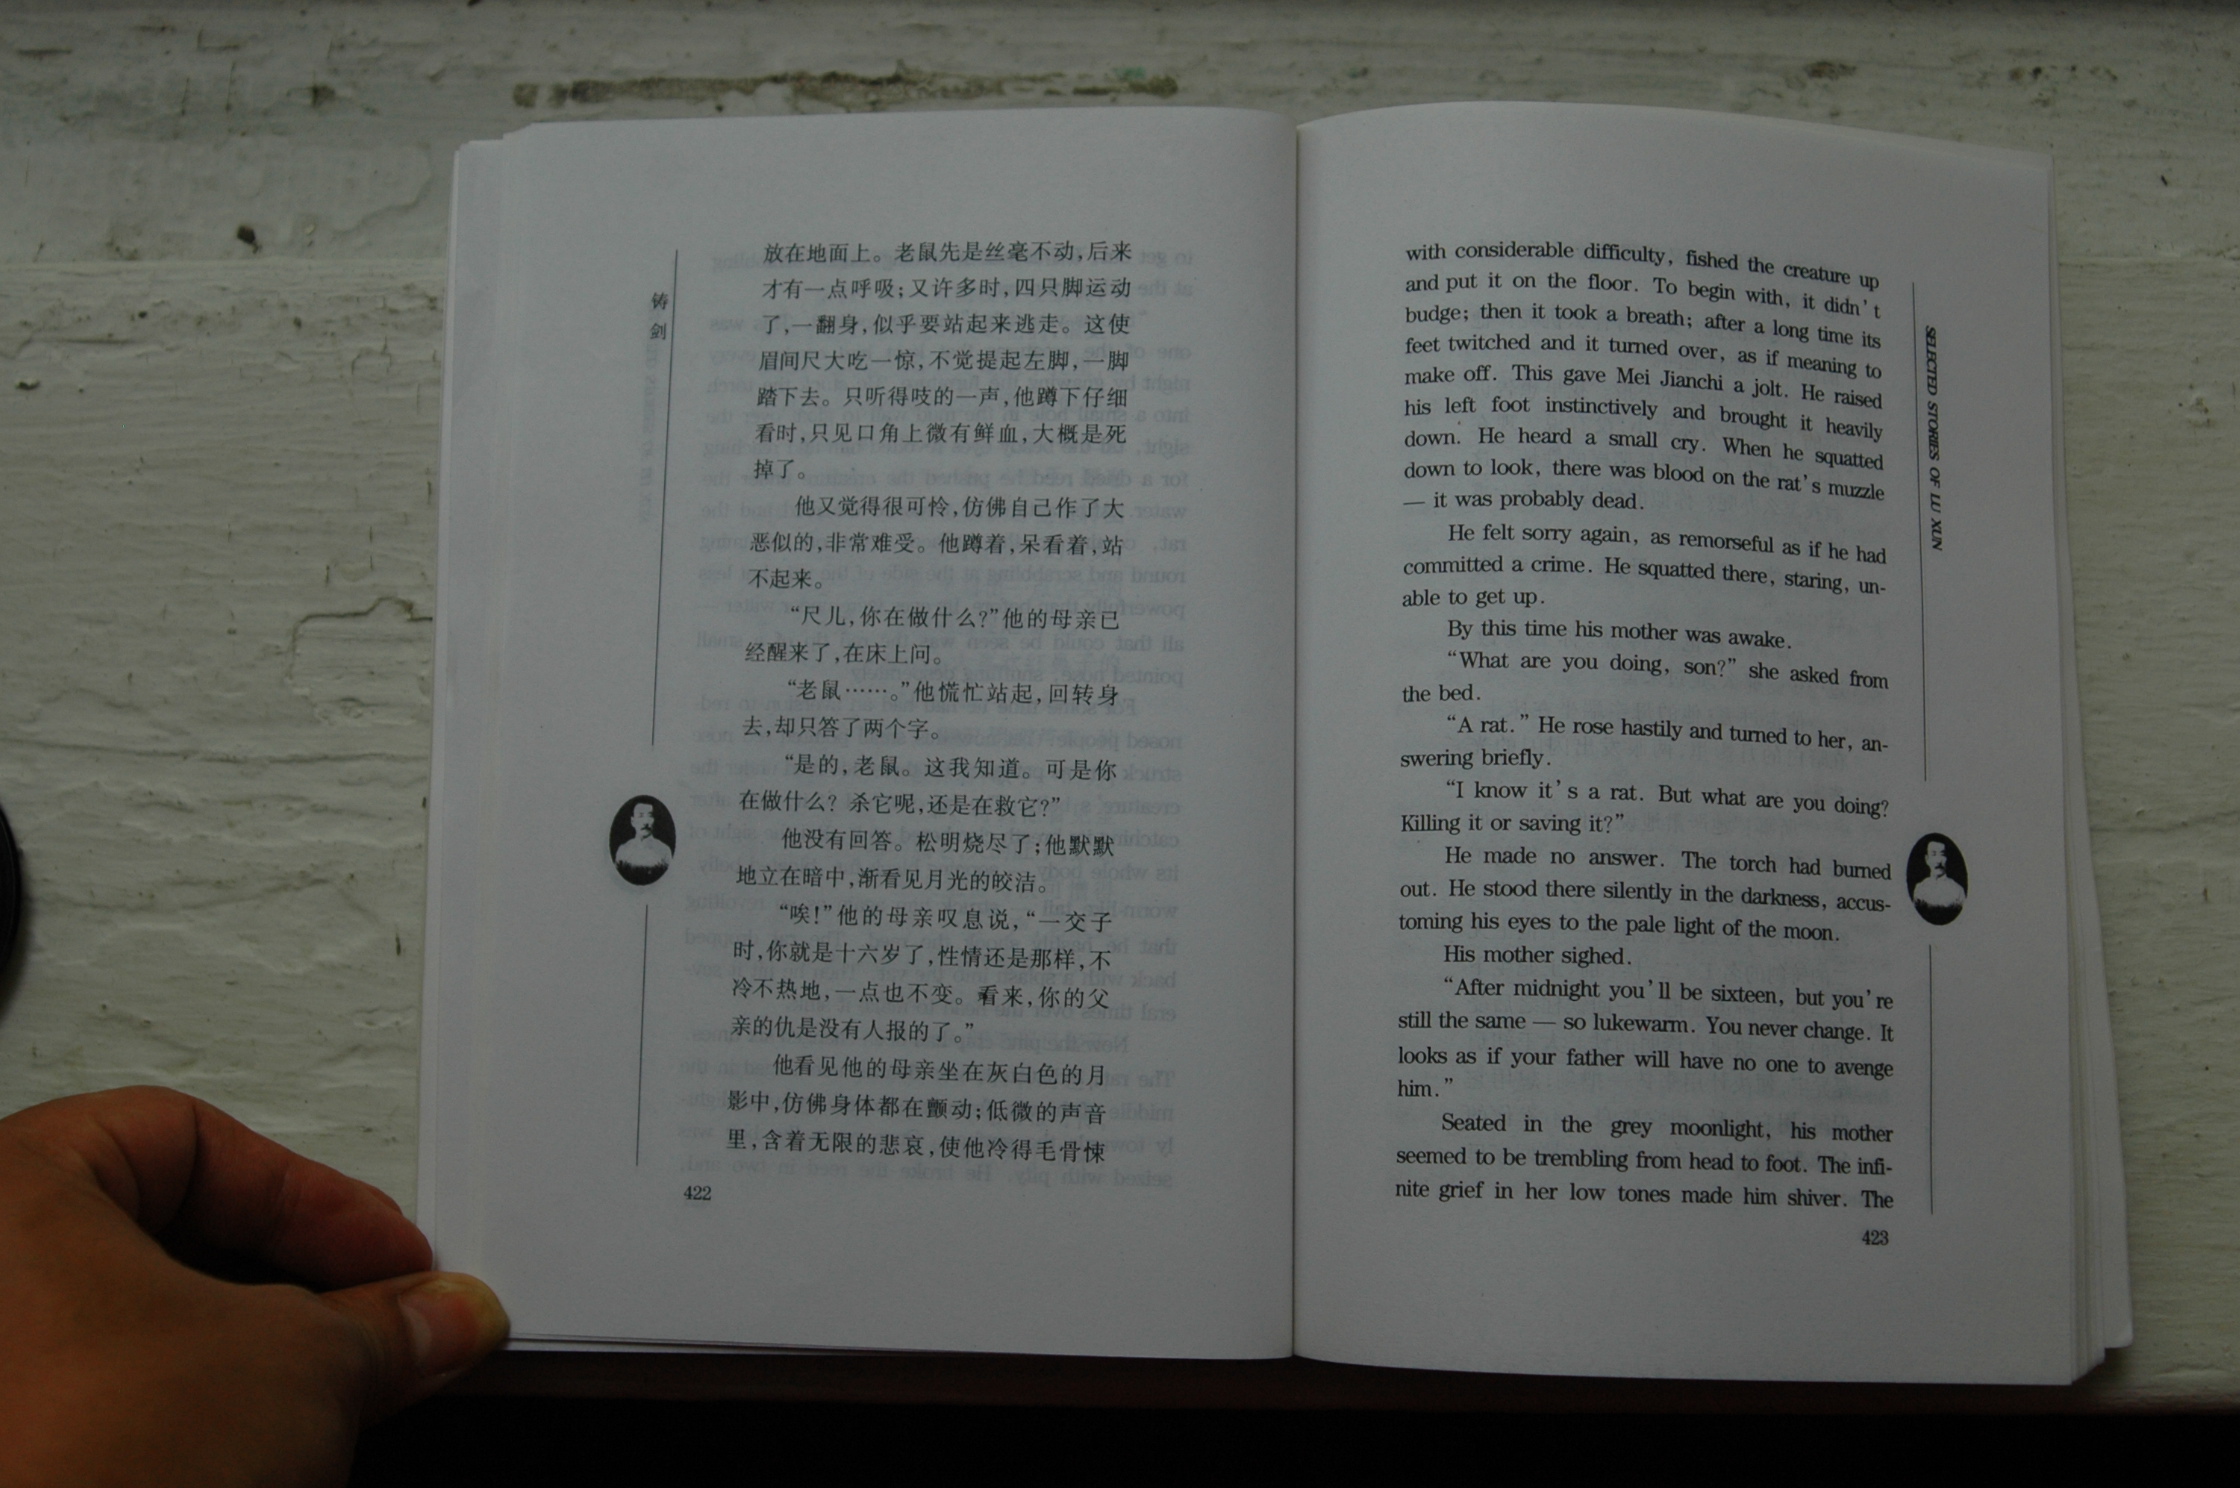 铸
剑
放在地面上。老鼠先是丝毫不动，后来
才有一点呼吸；又许多时，四只脚运动
了，一翻身，似乎要站起来逃走。这使
眉间尺大吃一惊，不觉提起左脚，一脚
踏下去。只听得吱的一声，他蹲下仔细
看时，只见口角上微有鲜血，大概是死
掉了。
他又觉得很可怜，仿佛自己作了大
恶似的，非常难受。他蹲着，呆看着，站
不起来。
“尺儿，你在做什么？”他的母亲已
经醒来了，在床上问。
“老鼠……。”他慌忙站起，回转身
去，却只答了两个字。
“是的，老鼠。这我知道。可是你
在做什么？杀它呢，还是在救它？”
他没有回答。松明烧尽了；他默默
地立在暗中，渐看见月光的皎洁。
“唉！”他的母亲叹息说，“一交子
时，你就是十六岁了，性情还是那样，不
冷不热地，一点也不变。看来，你的父
亲的仇是没有人报的了。”
他看见他的母亲坐在灰白色的月
影中，仿佛身体都在颤动；低微的声音
里，含着无限的悲哀，使他冷得毛骨悚
422
with considerable difficulty, fished the creature up
and put it on the floor. To begin with, it didn't
budge; then it took a breath; after a long time its
feet twitched and it turned over, as if meaning to
make off. This gave Mei Jianchi a jolt. He raised
his left foot instinctively and brought it heavily
down. He heard a small cry. When he squatted
down to look, there was blood on the rat's muzzle
— it was probably dead.
He felt sorry again, as remorseful as if he had
committed a crime. He squatted there, staring, un-
able to get up.
By this time his mother was awake.
“What are you doing, son?” she asked from
the bed.
“A rat.” He rose hastily and turned to her, an-
swering briefly.
“I know it's a rat. But what are you doing?
Killing it or saving it?”
He made no answer. The torch had burned
out. He stood there silently in the darkness, accus-
toming his eyes to the pale light of the moon.
His mother sighed.
“After midnight you'll be sixteen, but you're
still the same — so lukewarm. You never change. It
looks as if your father will have no one to avenge
him.”
Seated in the grey moonlight, his mother
seemed to be trembling from head to foot. The infi-
nite grief in her low tones made him shiver. The
423
SELECTED STORIES OF LU XUN